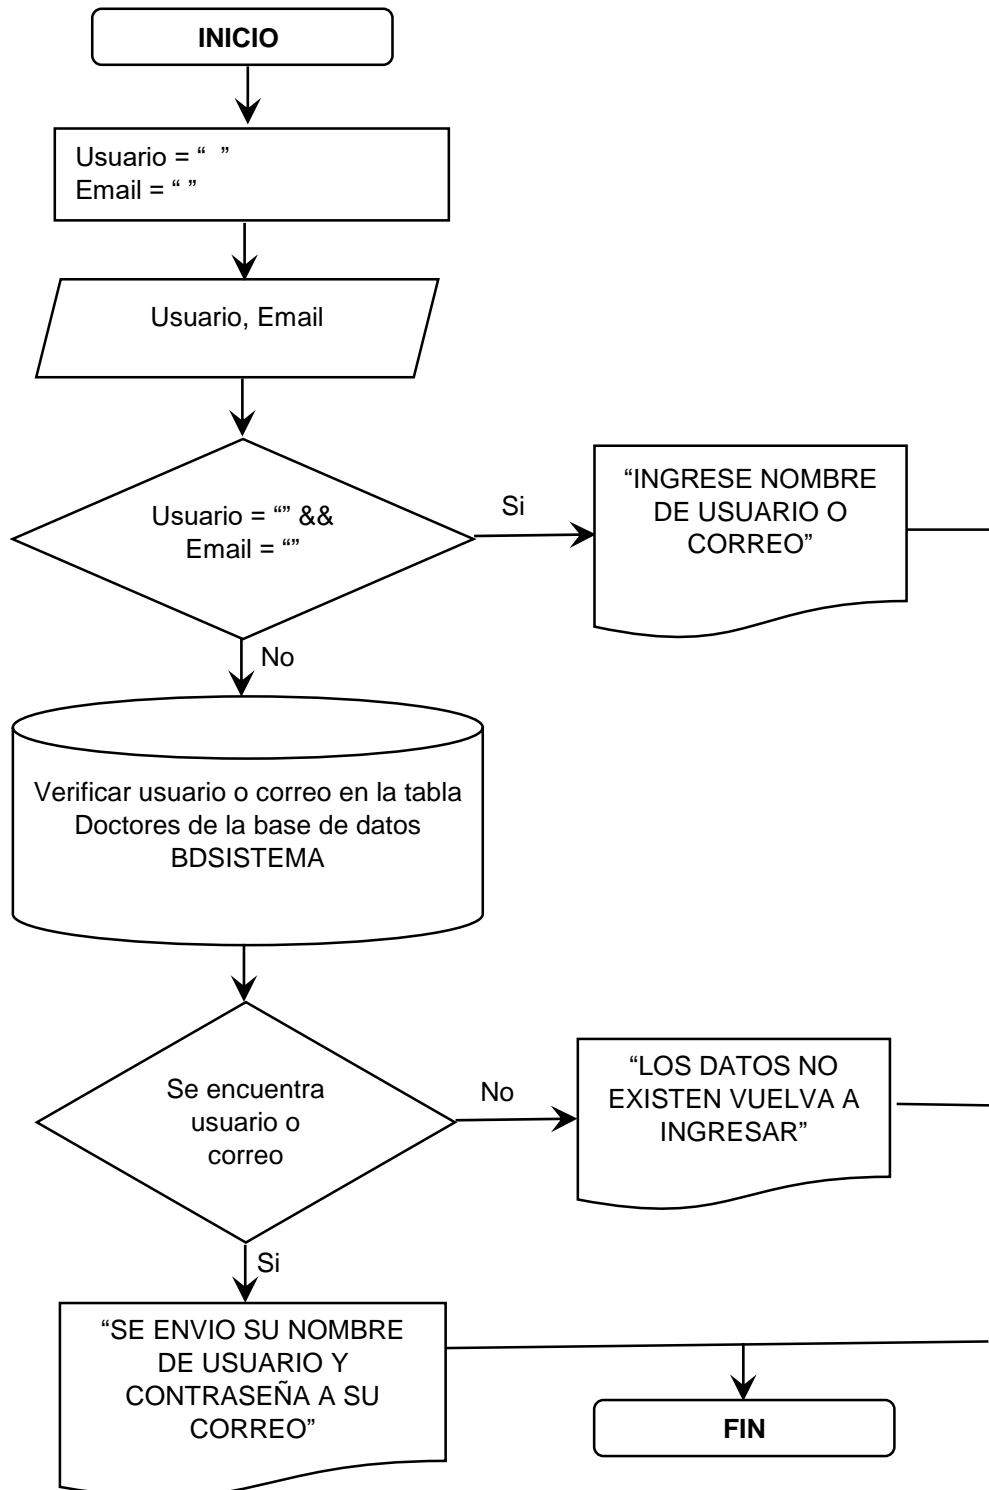 INICIO
Usuario = “  ”
Email = “ ”
Usuario, Email
Usuario = “” &&
Email = “”
Si
“INGRESE NOMBRE
DE USUARIO O
CORREO”
No
Verificar usuario o correo en la tabla
Doctores de la base de datos
BDSISTEMA
Se encuentra
usuario o
correo
No
“LOS DATOS NO
EXISTEN VUELVA A
INGRESAR”
Si
“SE ENVIO SU NOMBRE
DE USUARIO Y
CONTRASEÑA A SU
CORREO”
FIN